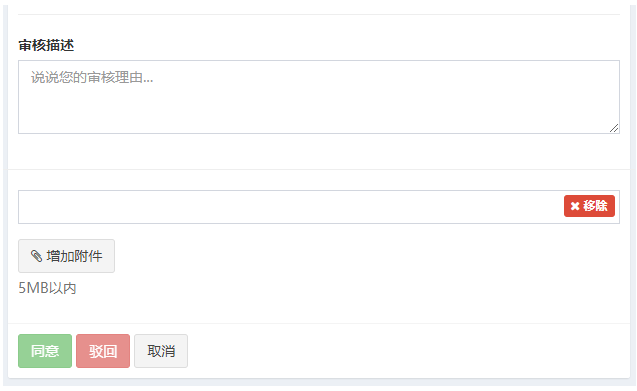 审核描述
说说您的审核理由...
✖ 移除
增加附件
5MB以内
同意 驳回 取消